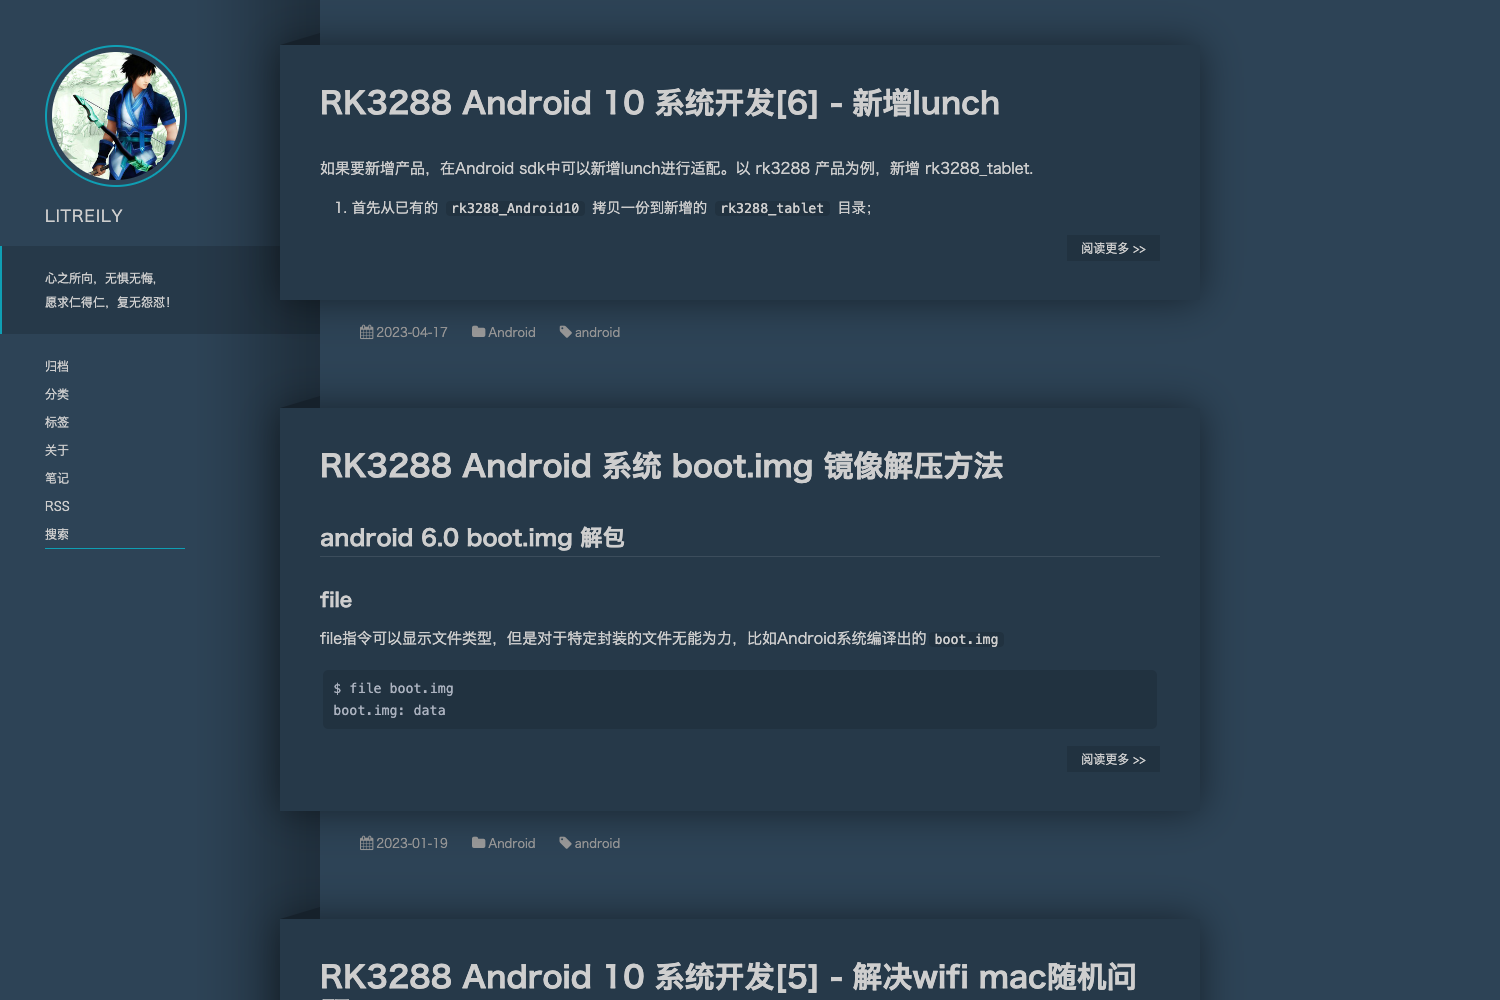 LITREILY
心之所向，无惧无悔，
愿求仁得仁，复无怨怼！
归档
分类
标签
关于
笔记
RSS
搜索
RK3288 Android 10 系统开发[6] - 新增lunch
如果要新增产品，在Android sdk中可以新增lunch进行适配。以 rk3288 产品为例，新增 rk3288_tablet.
1. 首先从已有的 rk3288_Android10 拷贝一份到新增的 rk3288_tablet 目录；
阅读更多 >>
2023-04-17 Android android
RK3288 Android 系统 boot.img 镜像解压方法
android 6.0 boot.img 解包
file
file指令可以显示文件类型，但是对于特定封装的文件无能为力，比如Android系统编译出的 boot.img
$ file boot.img
boot.img: data
阅读更多 >>
2023-01-19 Android android
RK3288 Android 10 系统开发[5] - 解决wifi mac随机问